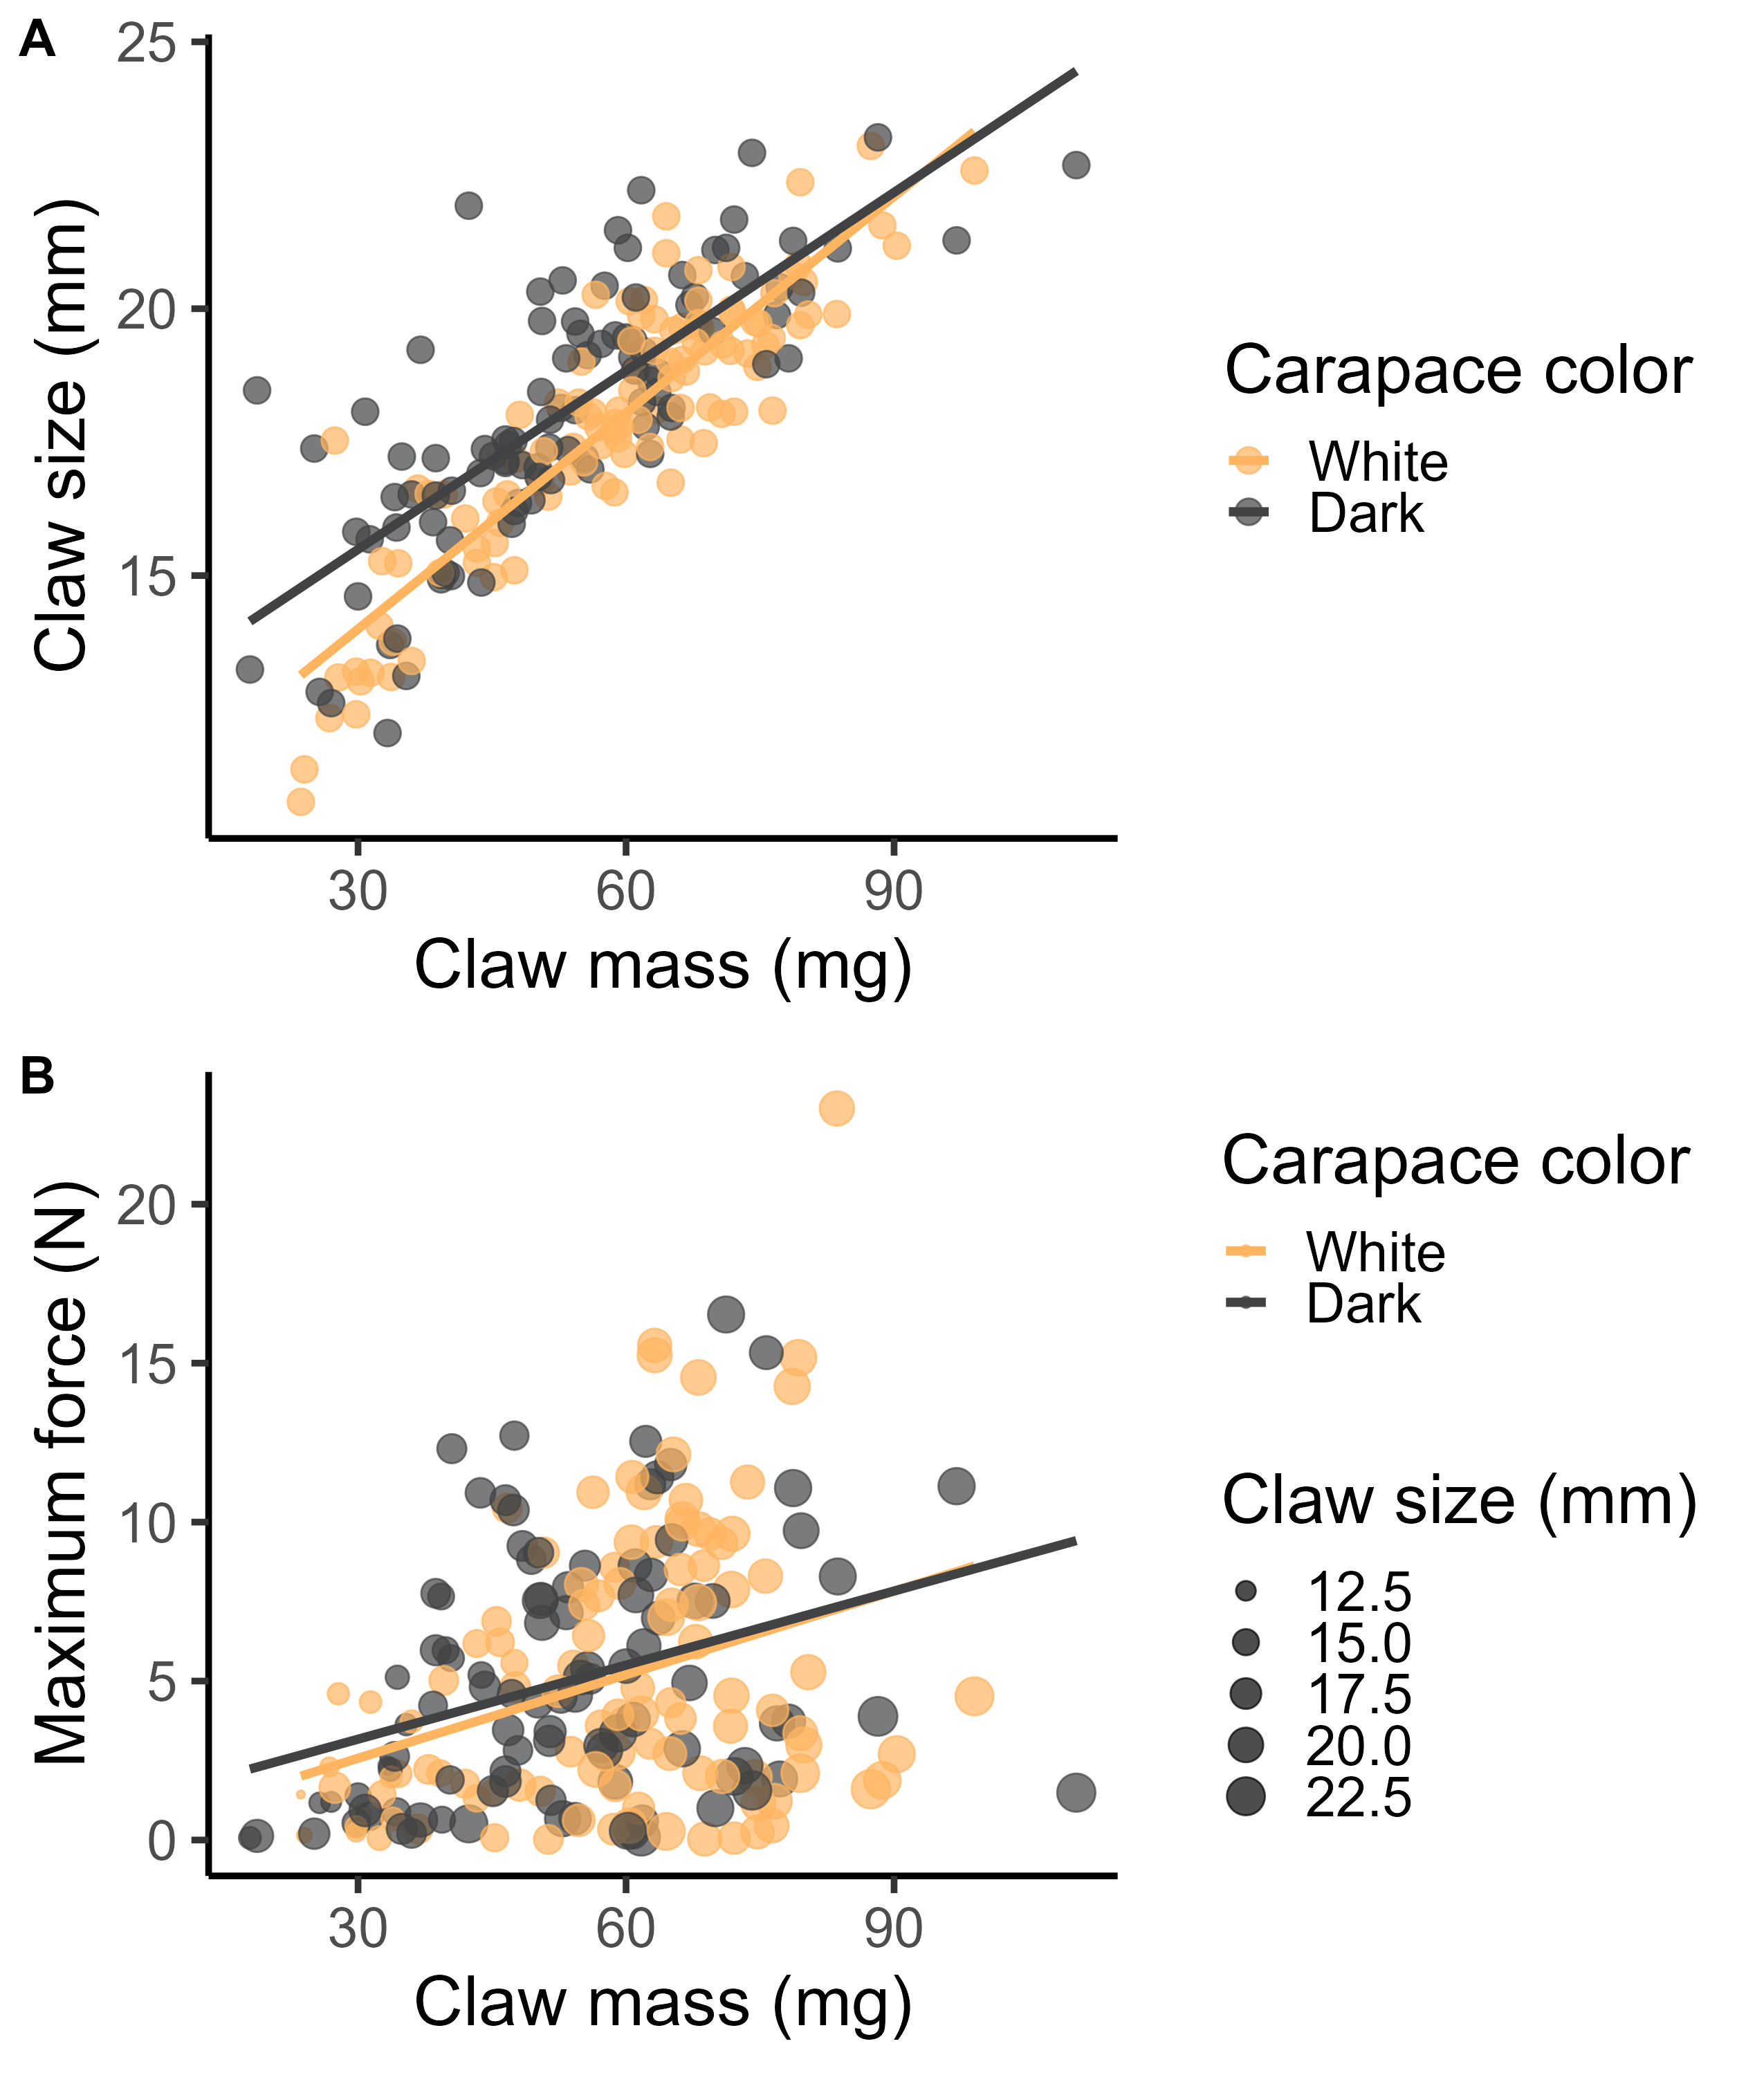 A
25
20
15
Claw size (mm)
30 60 90
Claw mass (mg)
Carapace color
White
Dark
B
20
15
10
5
0
Maximum force (N)
30 60 90
Claw mass (mg)
Carapace color
White
Dark
Claw size (mm)
12.5
15.0
17.5
20.0
22.5